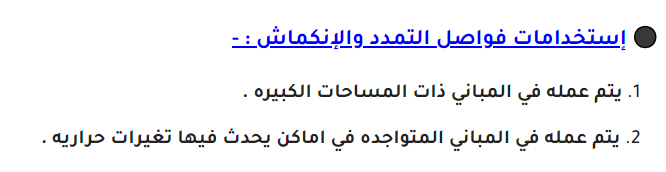 إستخدامات فواصل التمدد والإنكماش : -
1. يتم عمله في المباني ذات المساحات الكبيره .
2. يتم عمله في المباني المتواجده في اماكن يحدث فيها تغيرات حراريه .